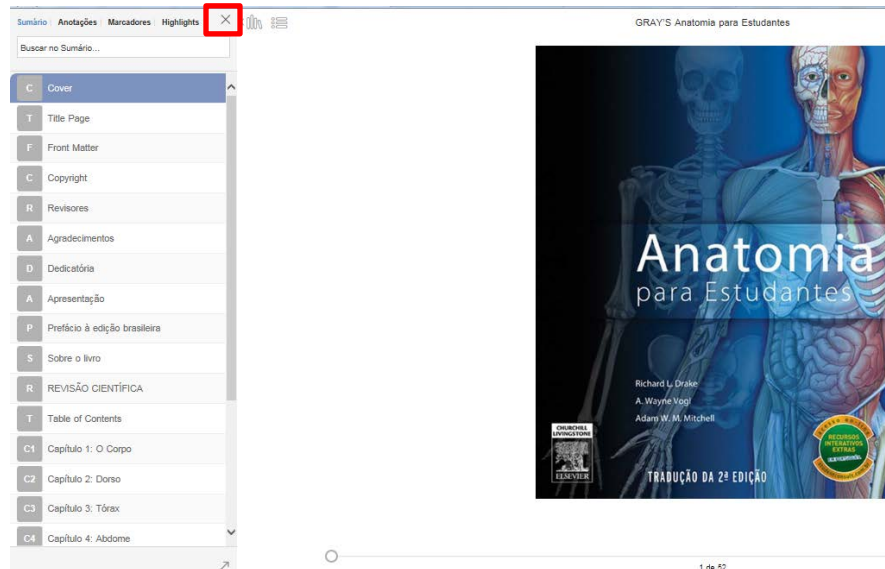 Sumário Anotações Marcadores Highlights
Buscar no Sumário...
C Cover
T Title Page
F Front Matter
C Copyright
R Revisores
A Agradecimentos
D Dedicatória
A Apresentação
P Prefácio à edição brasileira
S Sobre o livro
R REVISÃO CIENTÍFICA
T Table of Contents
C1 Capítulo 1: O Corpo
C2 Capítulo 2: Dorso
C3 Capítulo 3: Tórax
C4 Capítulo 4: Abdome
GRAY'S Anatomia para Estudantes
Anatomia
para Estudantes
Richard L. Drake
A. Wayne Vogl
Adam W. M. Mitchell
CHURCHILL
LIVINGSTONE
ELSEVIER
TRADUÇÃO DA 2ª EDIÇÃO
RECURSOS
INTERATIVOS
EXTRAS
EM PORTUGUÊS
1 de 52